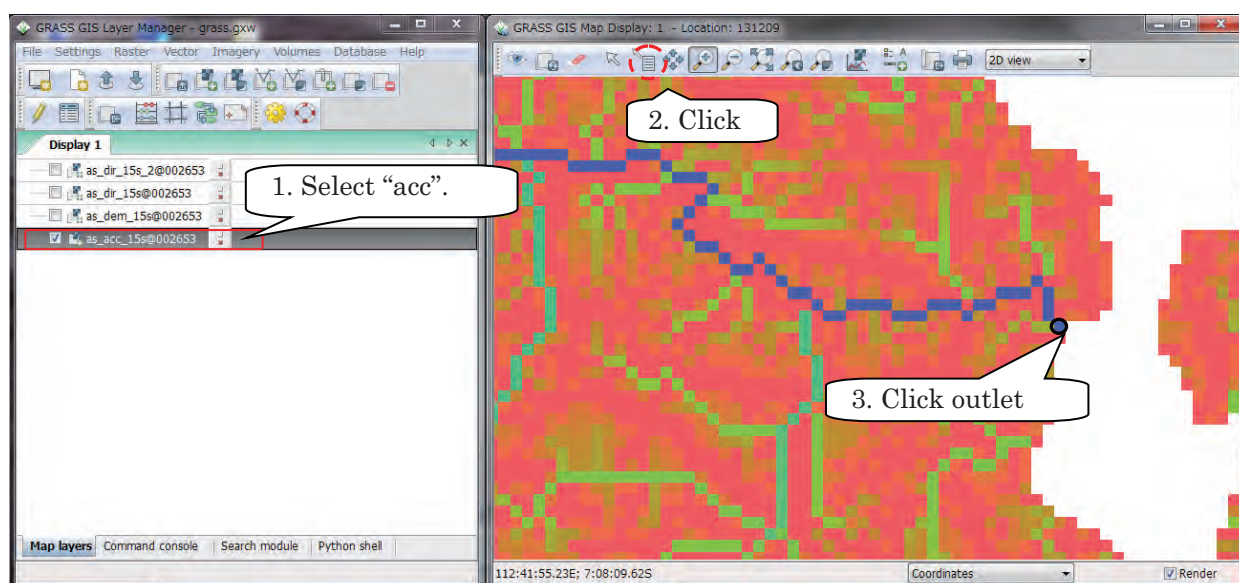 GRASS GIS Layer Manager - grass.gxw
File Settings Raster Vector Imagery Volumes Database Help
Display 1
as_dir_15s_2@002653
as_dir_15s@002653
as_dem_15s@002653
as_acc_15s@002653
1. Select “acc”.
Map layers Command console Search module Python shell
GRASS GIS Map Display: 1 - Location: 131209
2D view
2. Click
3. Click outlet
112:41:55.23E; 7:08:09.62S
Coordinates
Render